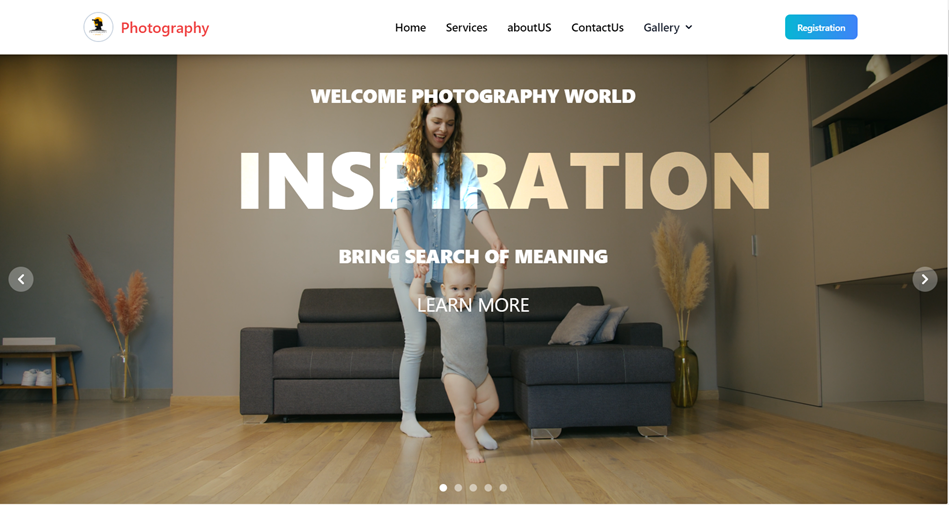 Photography
Home Services aboutUS ContactUs Gallery
Registration
WELCOME PHOTOGRAPHY WORLD
INSPIRATION
BRING SEARCH OF MEANING
LEARN MORE